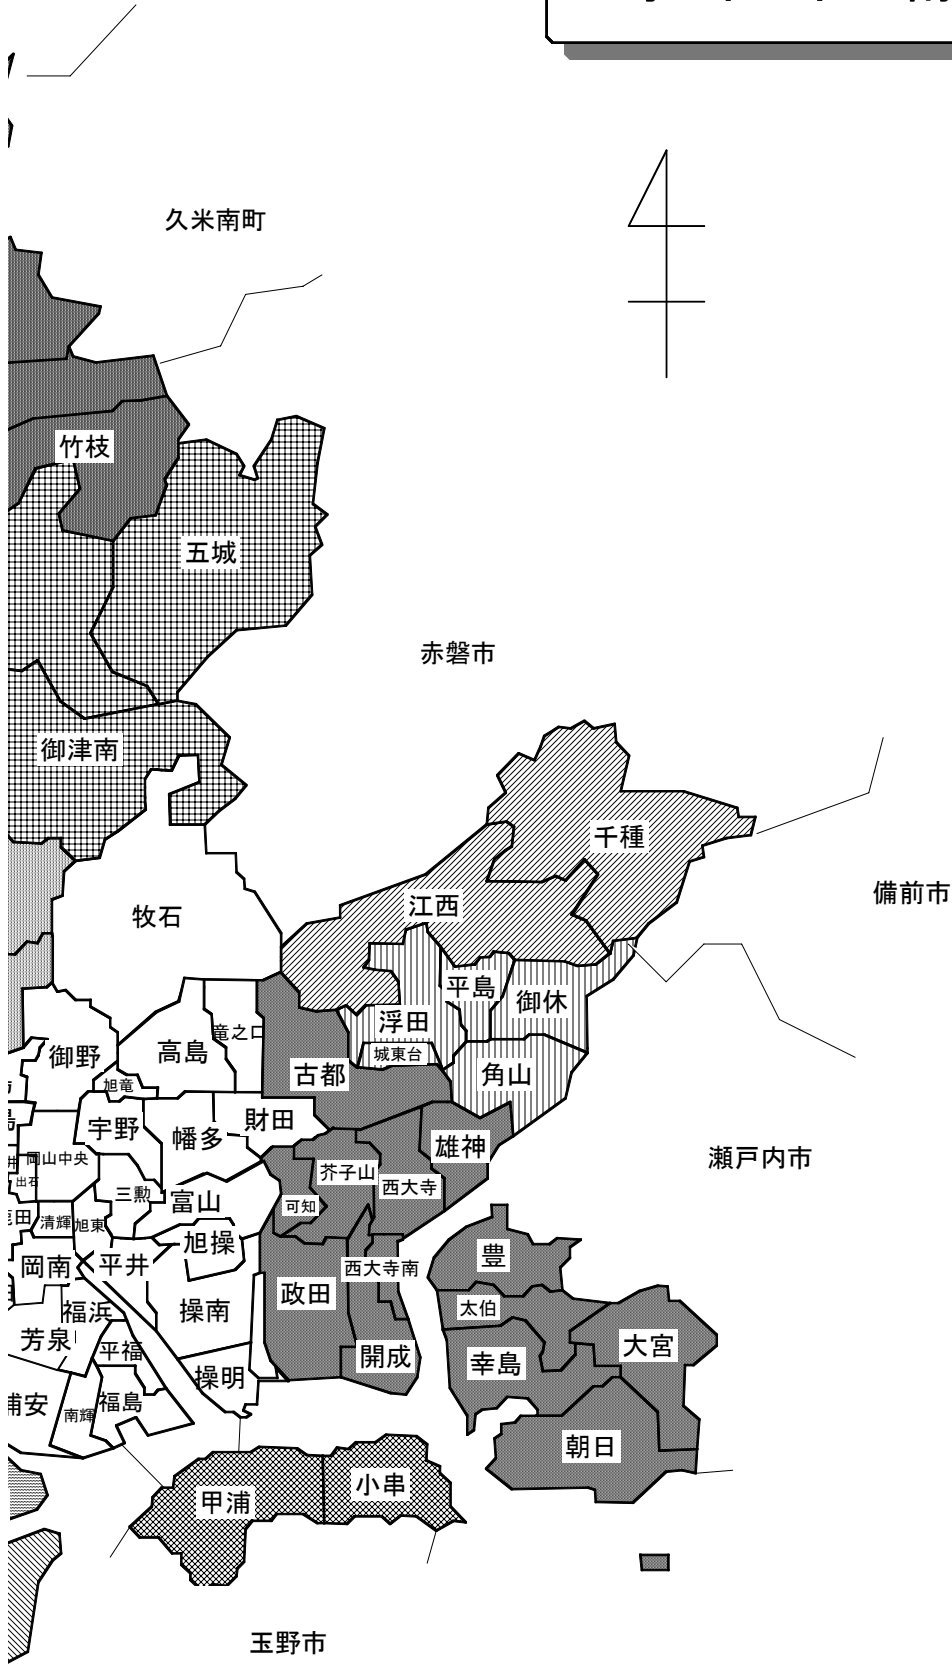 久米南町
竹枝
五城
赤磐市
御津南
千種
備前市
江西
牧石
平島
御休
浮田
竜之口
御野
高島
城東台
古都
角山
旭竜
財田
宇野
幡多
雄神
瀬戸内市
岡山中央
芥子山
出石
西大寺
三勲
富山
可知
清輝
旭東
旭操
豊
岡南
平井
西大寺南
政田
太伯
福浜
操南
芳泉
大宮
平福
開成
幸島
操明
福島
南輝
朝日
小串
甲浦
玉野市